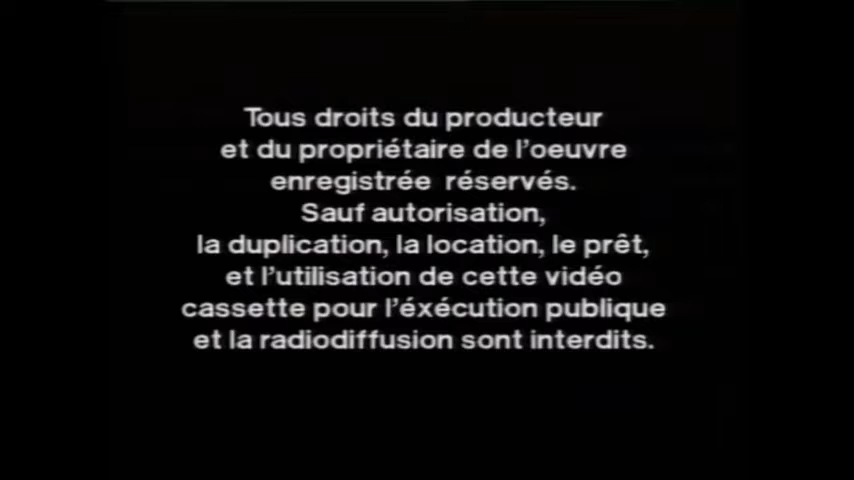 Tous droits du producteur
et du propriétaire de l'oeuvre
enregistrée réservés.
Sauf autorisation,
la duplication, la location, le prêt,
et l'utilisation de cette vidéo
cassette pour l'éxécution publique
et la radiodiffusion sont interdits.